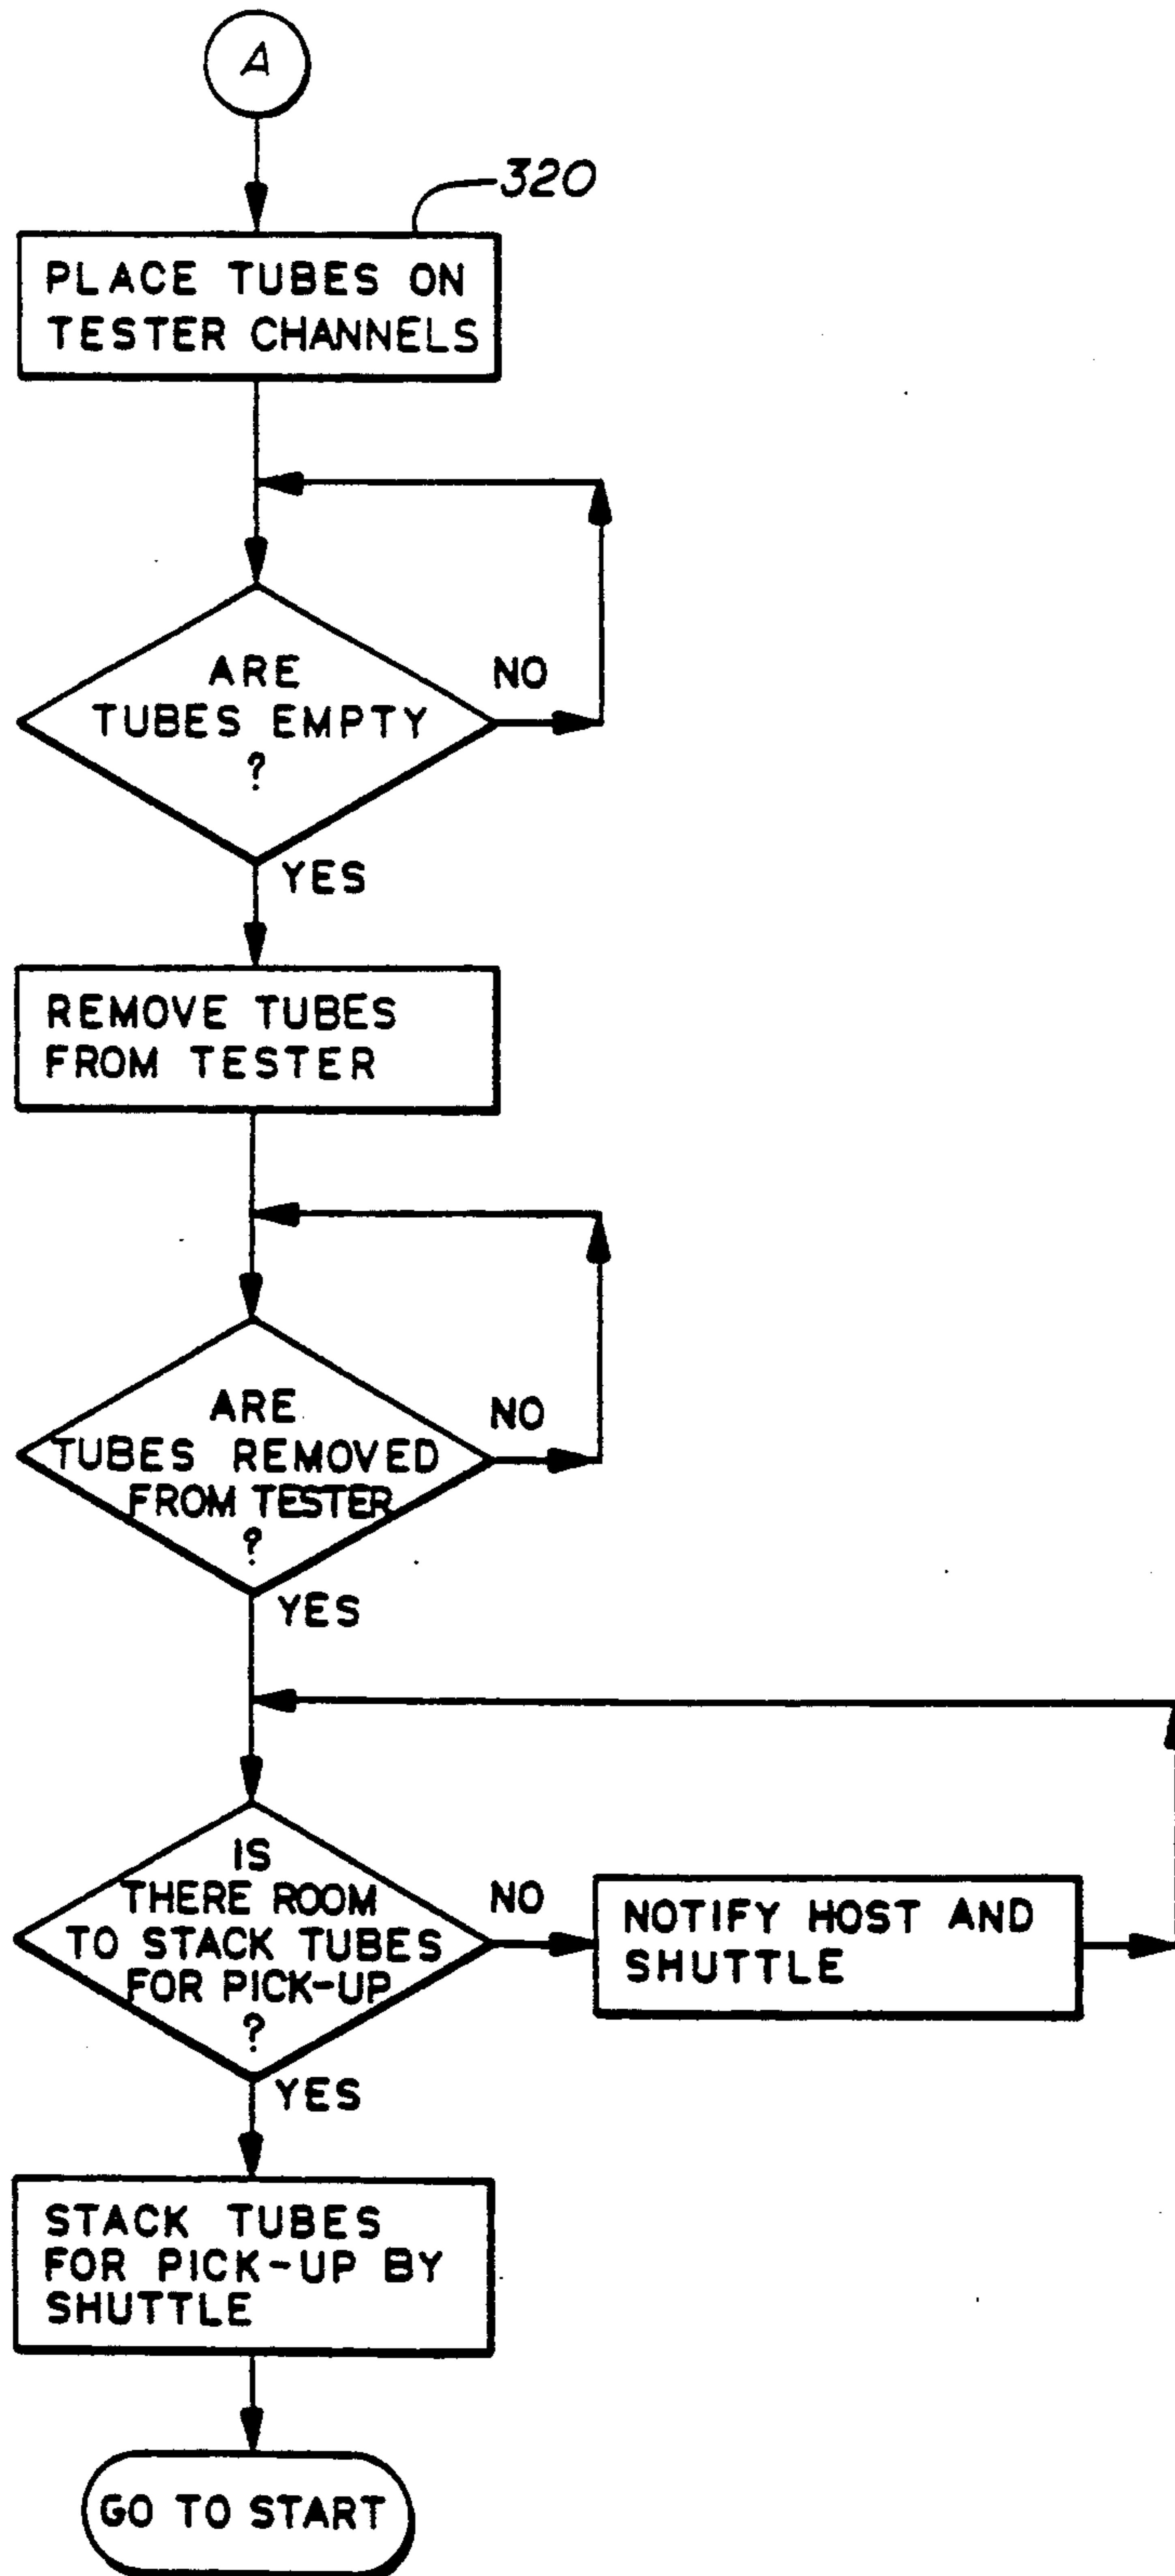 A
320
PLACE TUBES ON
TESTER CHANNELS
ARE
TUBES EMPTY
?
NO
YES
REMOVE TUBES
FROM TESTER
ARE
TUBES REMOVED
FROM TESTER
?
NO
YES
IS
THERE ROOM
TO STACK TUBES
FOR PICK-UP
?
NO
NOTIFY HOST AND
SHUTTLE
YES
STACK TUBES
FOR PICK-UP BY
SHUTTLE
GO TO START